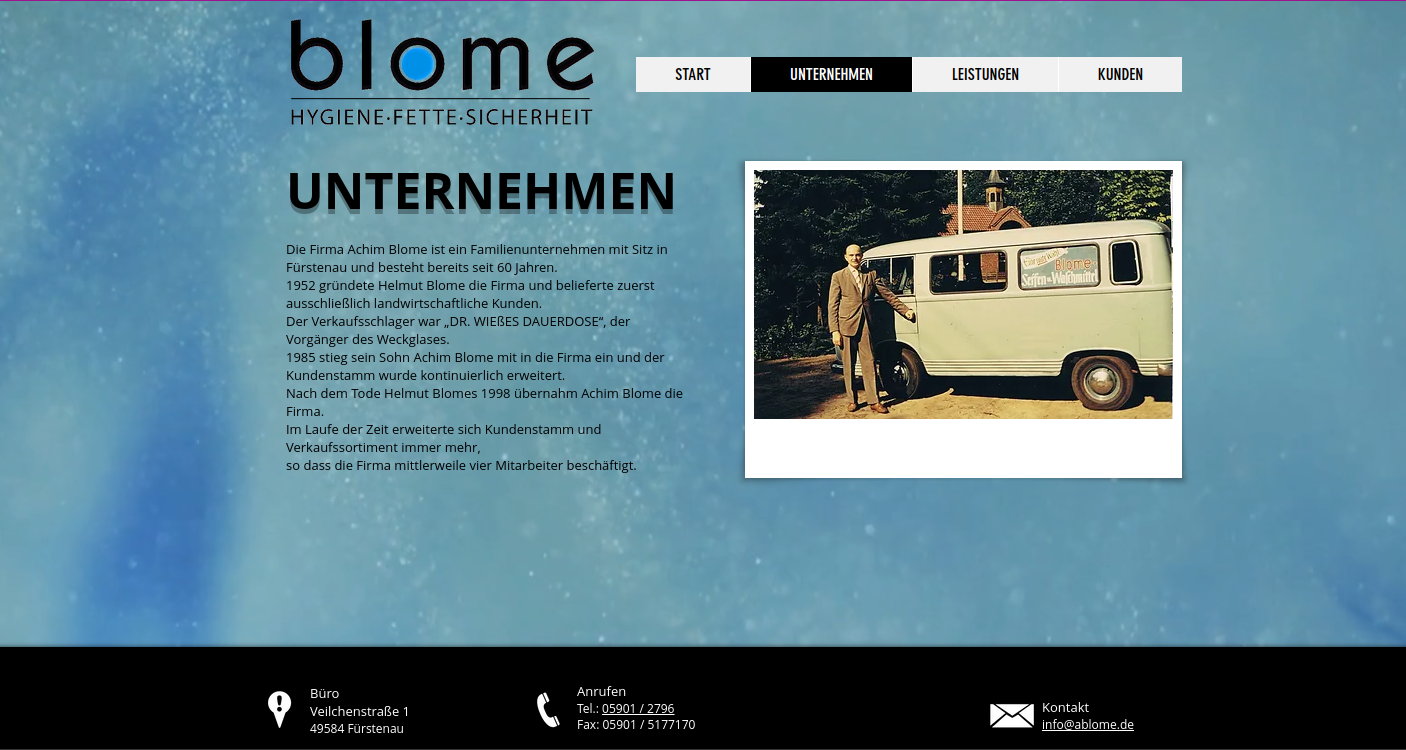 blome
HYGIENE·FETTE·SICHERHEIT
START
UNTERNEHMEN
LEISTUNGEN
KUNDEN
UNTERNEHMEN
Die Firma Achim Blome ist ein Familienunternehmen mit Sitz in
Fürstenau und besteht bereits seit 60 Jahren.
1952 gründete Helmut Blome die Firma und belieferte zuerst
ausschließlich landwirtschaftliche Kunden.
Der Verkaufsschlager war „DR. WIEßES DAUERDOSE“, der
Vorgänger des Weckglases.
1985 stieg sein Sohn Achim Blome mit in die Firma ein und der
Kundenstamm wurde kontinuierlich erweitert.
Nach dem Tode Helmut Blomes 1998 übernahm Achim Blome die
Firma.
Im Laufe der Zeit erweiterte sich Kundenstamm und
Verkaufssortiment immer mehr,
so dass die Firma mittlerweile vier Mitarbeiter beschäftigt.
Blome
Seifen u. Waschmittel
Büro
Veilchenstraße 1
49584 Fürstenau
Anrufen
Tel.: 05901 / 2796
Fax: 05901 / 5177170
Kontakt
info@ablome.de